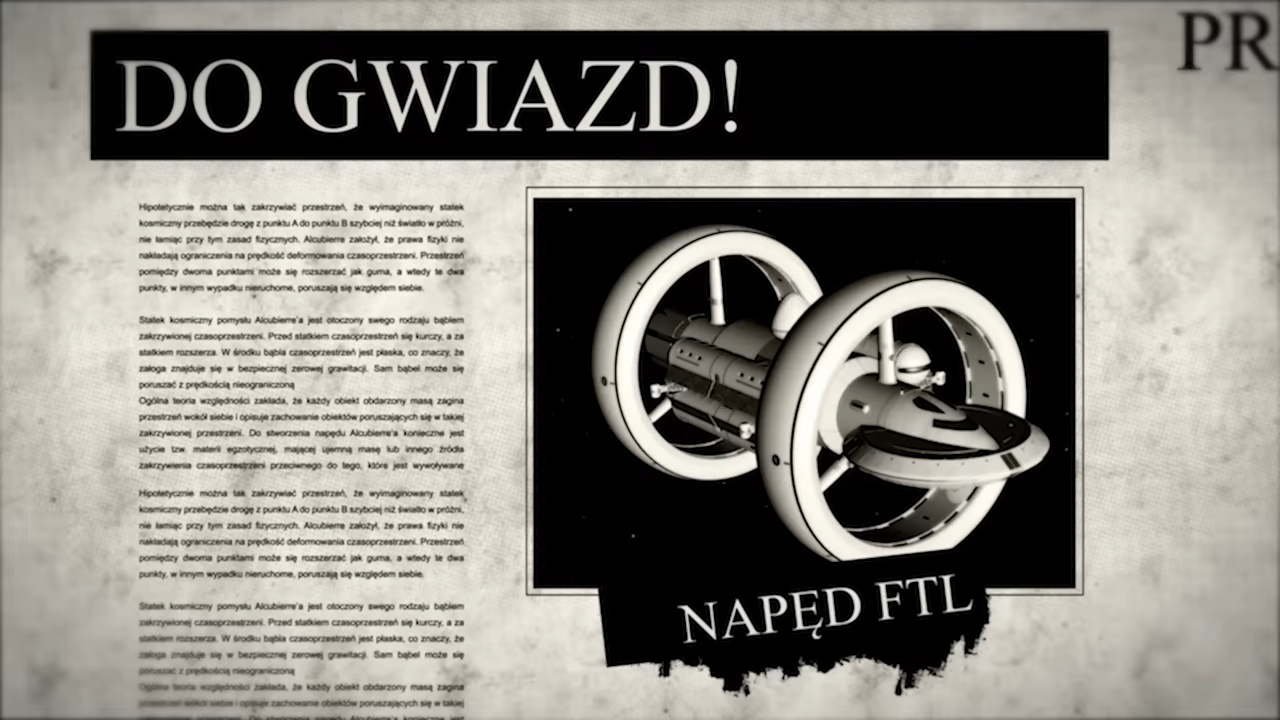 DO GWIAZD!
PR
Hipotetycznie można tak zakrzywiać przestrzeń, że wyimaginowany statek
kosmiczny przebędzie drogę z punktu A do punktu B szybciej niż światło w próżni,
nie łamiąc przy tym zasad fizycznych. Alcubierre założył, że prawa fizyki nie
nakładają ograniczenia na prędkość deformowania czasoprzestrzeni. Przestrzeń
pomiędzy dwoma punktami może się rozszerzać jak guma, a wtedy te dwa
punkty, w innym wypadku nieruchome, poruszają się względem siebie.
Statek kosmiczny pomysłu Alcubierre'a jest otoczony swego rodzaju bąblem
zakrzywionej czasoprzestrzeni. Przed statkiem czasoprzestrzeń się kurczy, a za
statkiem rozszerza. W środku bąbla czasoprzestrzeń jest płaska, co znaczy, że
załoga znajduje się w bezpiecznej zerowej grawitacji. Sam bąbel może się
poruszać z prędkością nieograniczoną
Ogólna teoria względności zakłada, że każdy obiekt obdarzony masą zagina
przestrzeń wokół siebie i opisuje zachowanie obiektów poruszających się w takiej
zakrzywionej przestrzeni. Do stworzenia napędu Alcubierre'a konieczne jest
użycie tzw. materii egzotycznej, mającej ujemną masę lub innego źródła
zakrzywienia czasoprzestrzeni przeciwnego do tego, które jest wywoływane
Hipotetycznie można tak zakrzywiać przestrzeń, że wyimaginowany statek
kosmiczny przebędzie drogę z punktu A do punktu B szybciej niż światło w próżni,
nie łamiąc przy tym zasad fizycznych. Alcubierre założył, że prawa fizyki nie
nakładają ograniczenia na prędkość deformowania czasoprzestrzeni. Przestrzeń
pomiędzy dwoma punktami może się rozszerzać jak guma, a wtedy te dwa
punkty, w innym wypadku nieruchome, poruszają się względem siebie.
Statek kosmiczny pomysłu Alcubierre'a jest otoczony swego rodzaju bąblem
zakrzywionej czasoprzestrzeni. Przed statkiem czasoprzestrzeń się kurczy, a za
statkiem rozszerza. W środku bąbla czasoprzestrzeń jest płaska, co znaczy, że
załoga znajduje się w bezpiecznej zerowej grawitacji. Sam bąbel może się
poruszać z prędkością nieograniczoną
Ogólna teoria względności zakłada, że każdy obiekt obdarzony masą zagina
przestrzeń wokół siebie i opisuje zachowanie obiektów poruszających się w takiej
NAPĘD FTL